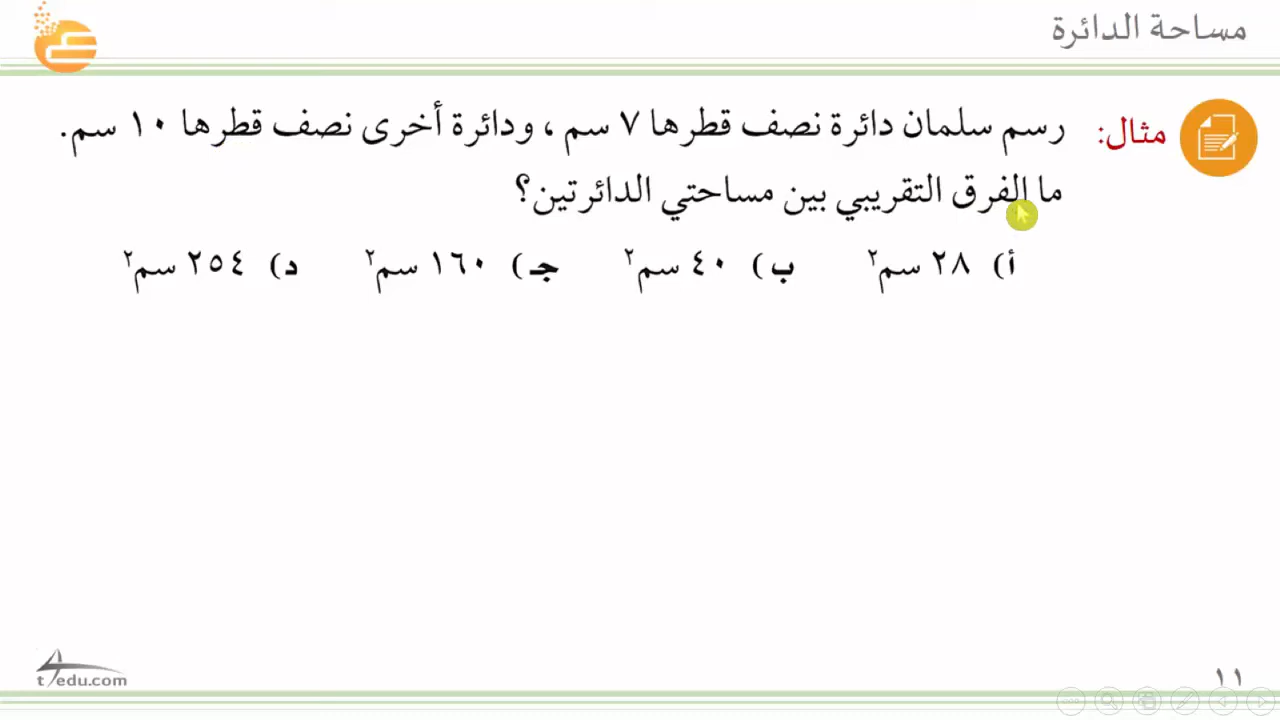 مساحة الدائرة
مثال: رسم سلمان دائرة نصف قطرها ٧ سم ، ودائرة أخرى نصف قطرها ١٠ سم.
ما الفرق التقريبي بين مساحتي الدائرتين؟
أ) ٢٨ سم٢ ب) ٤٠ سم٢ جـ) ١٦٠ سم٢ د) ٢٥٤ سم٢
t4edu.com
١١